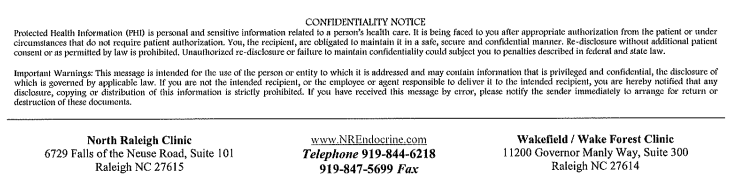 CONFIDENTIALITY NOTICE
Protected Health Information (PHI) is personal and sensitive information related to a person's health care. It is being faxed to you after appropriate authorization from the patient or under
circumstances that do not require patient authorization. You, the recipient, are obligated to maintain it in a safe, secure and confidential manner. Re-disclosure without additional patient
consent or as permitted by law is prohibited. Unauthorized re-disclosure or failure to maintain confidentiality could subject you to penalties described in federal and state law.
Important Warnings: This message is intended for the use of the person or entity to which it is addressed and may contain information that is privileged and confidential, the disclosure of
which is governed by applicable law. If you are not the intended recipient, or the employee or agent responsible to deliver it to the intended recipient, you are hereby notified that any
disclosure, copying or distribution of this information is strictly prohibited. If you have received this message by error, please notify the sender immediately to arrange for return or
destruction of these documents.
North Raleigh Clinic
6729 Falls of the Neuse Road, Suite 101
Raleigh NC 27615
www.NREndocrine.com
Telephone 919-844-6218
919-847-5699 Fax
Wakefield / Wake Forest Clinic
11200 Governor Manly Way, Suite 300
Raleigh NC 27614